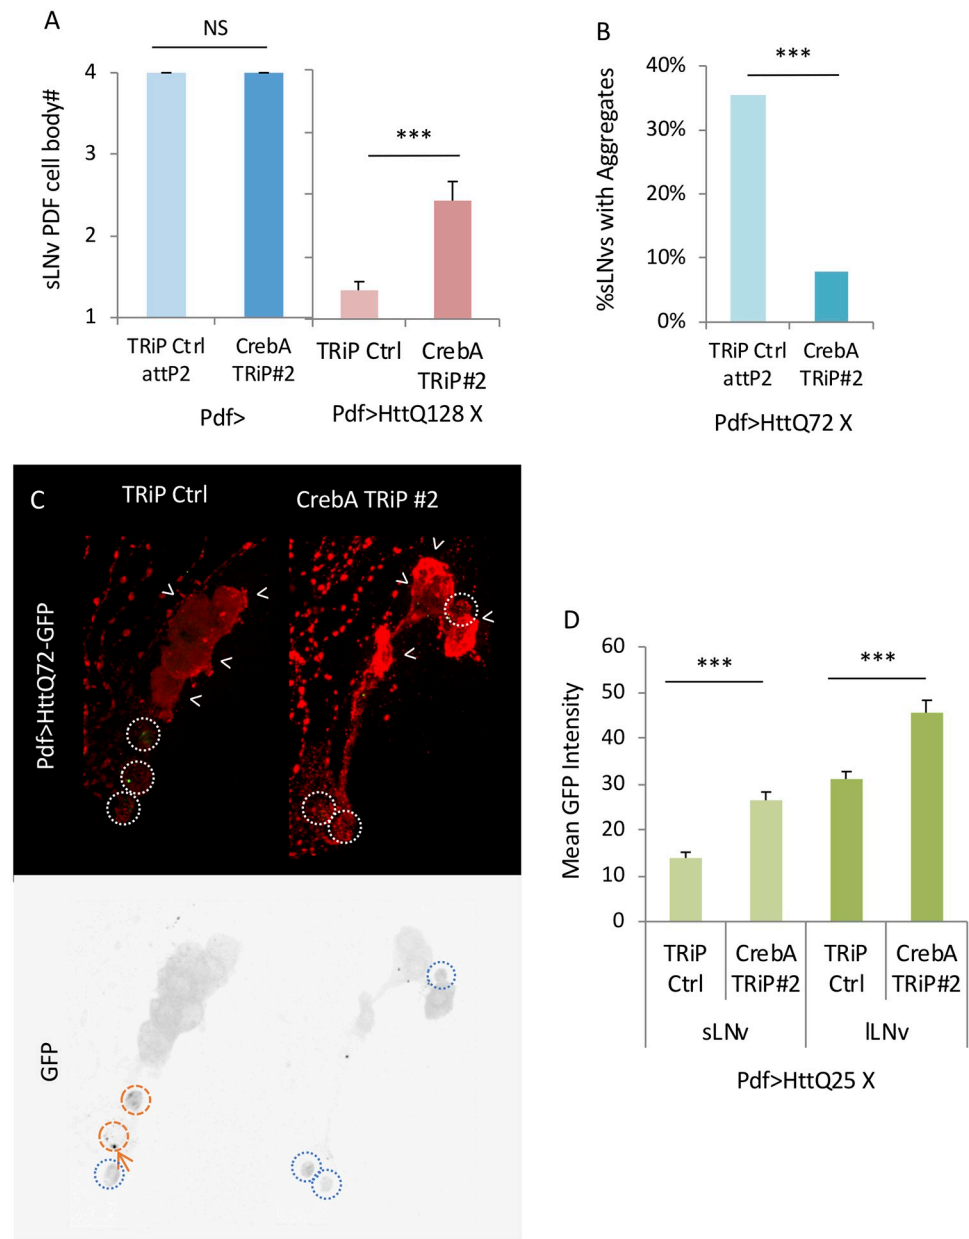 A
NS
sLNv PDF cell body#
4
3
2
1
***
TRiP Ctrl
attP2
CrebA
TRiP#2
TRiP Ctrl
CrebA
TRiP#2
Pdf>
Pdf>HttQ128 X
B
***
%sLNvs with Aggregates
40%
30%
20%
10%
0%
TRiP Ctrl
attP2
CrebA
TRiP#2
Pdf>HttQ72 X
C
TRiP Ctrl
CrebA TRiP #2
Pdf>HttQ72-GFP
GFP
D
Mean GFP Intensity
60
50
40
30
20
10
0
***
***
TRiP
Ctrl
CrebA
TRiP#2
TRiP
Ctrl
CrebA
TRiP#2
sLNv
lLNv
Pdf>HttQ25 X